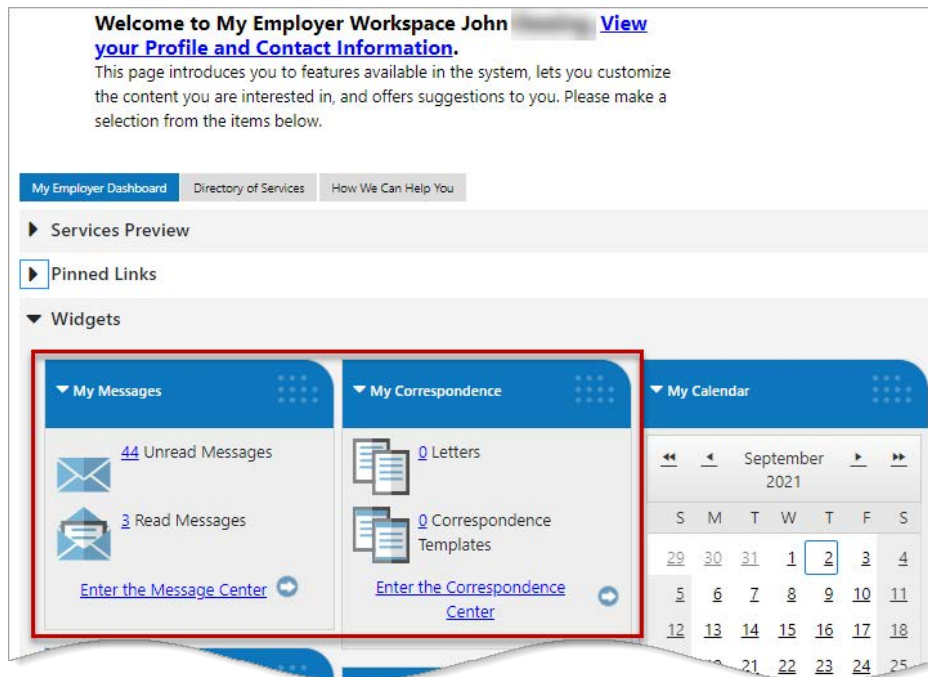 Welcome to My Employer Workspace John View
your Profile and Contact Information.
This page introduces you to features available in the system, lets you customize
the content you are interested in, and offers suggestions to you. Please make a
selection from the items below.
My Employer Dashboard Directory of Services How We Can Help You
Services Preview
Pinned Links
Widgets
My Messages
44 Unread Messages
3 Read Messages
Enter the Message Center
My Correspondence
0 Letters
0 Correspondence
Templates
Enter the Correspondence
Center
My Calendar
September
2021
S M T W T F S
29 30 31 1 2 3 4
5 6 7 8 9 10 11
12 13 14 15 16 17 18
21 22 23 24 25